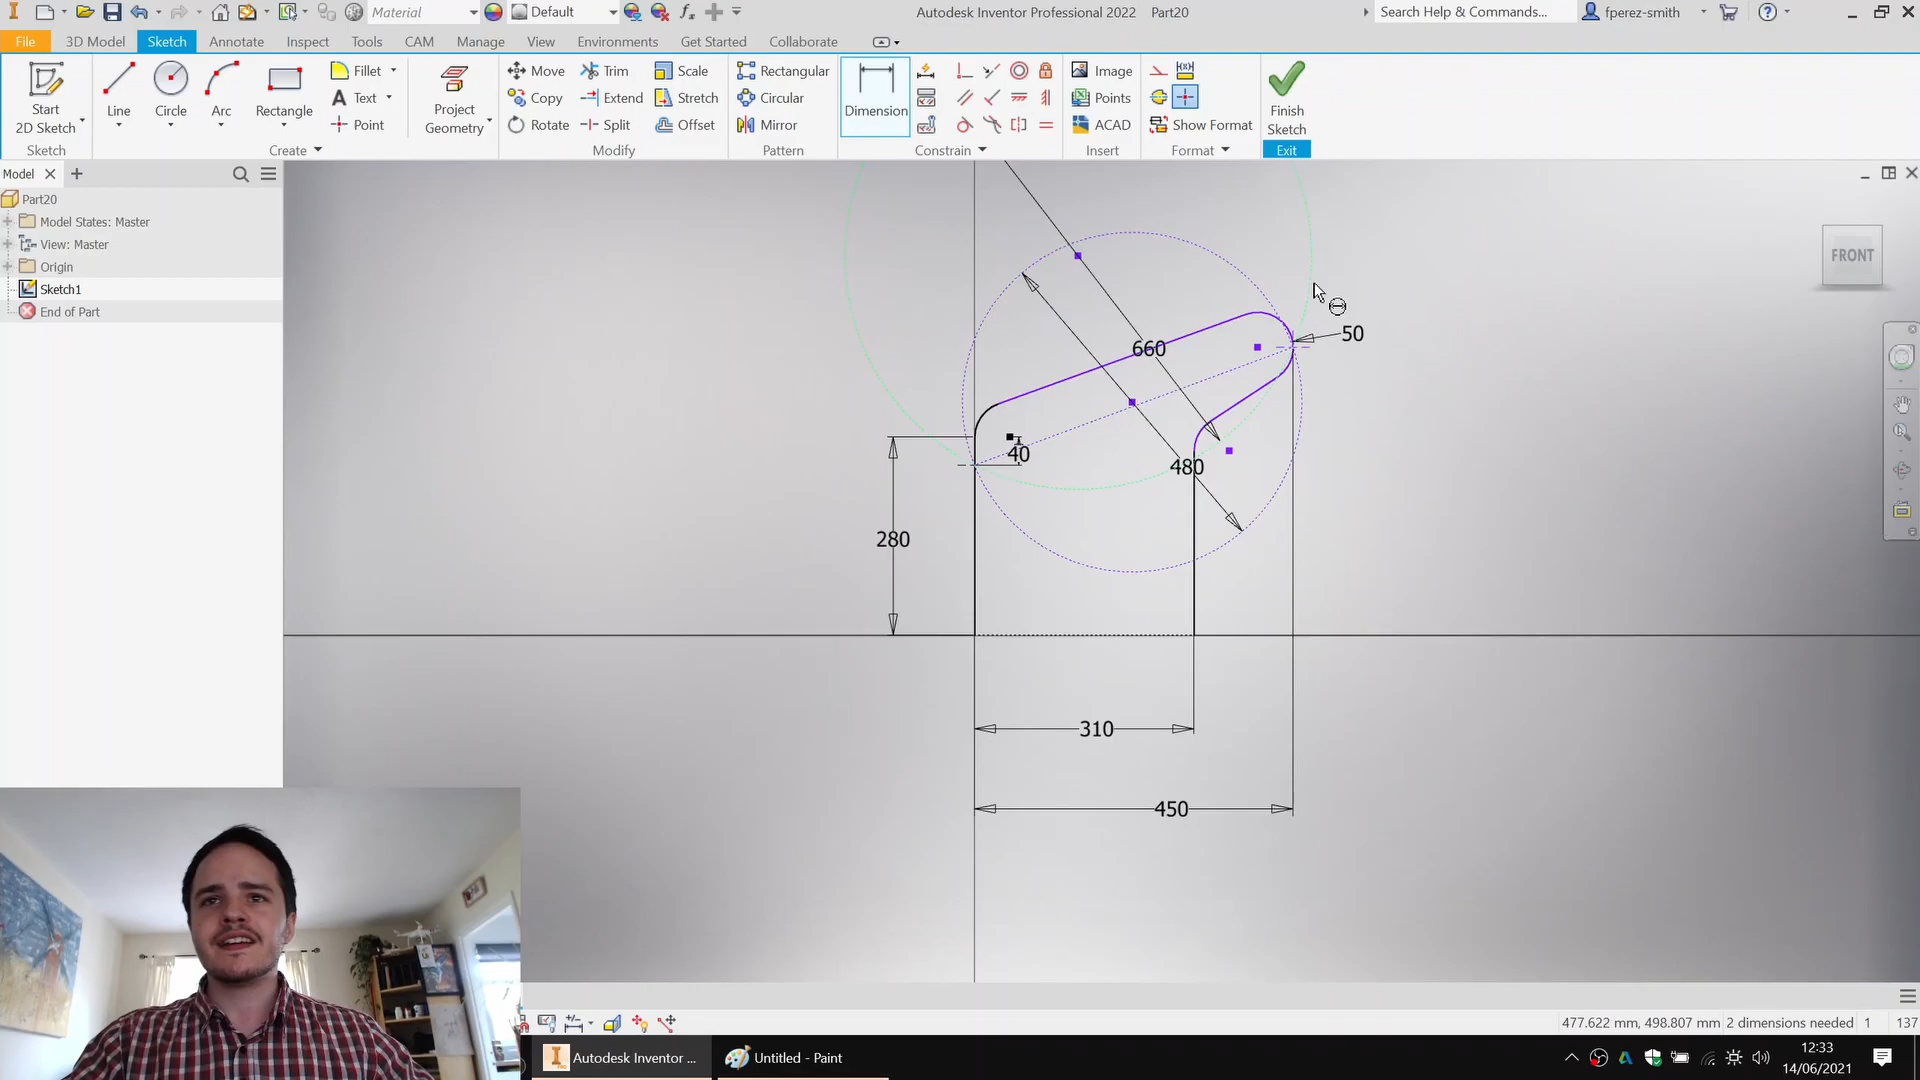 Material
Default
Autodesk Inventor Professional 2022 Part20
Search Help & Commands...
fperez-smith
File 3D Model Sketch Annotate Inspect Tools CAM Manage View Environments Get Started Collaborate
Start
2D Sketch
Line
Circle
Arc
Rectangle
Fillet
Text
Point
Project
Geometry
Move
Copy
Rotate
Trim
Extend
Split
Scale
Stretch
Offset
Rectangular
Circular
Mirror
Dimension
Image
Points
ACAD
Show Format
Finish
Sketch
Sketch Create Modify Pattern Constrain Insert Format Exit
Model
Part20
Model States: Master
View: Master
Origin
Sketch1
End of Part
FRONT
50
660
40
480
280
310
450
477.622 mm, 498.807 mm 2 dimensions needed 1 137
Autodesk Inventor ...
Untitled - Paint
12:33
14/06/2021